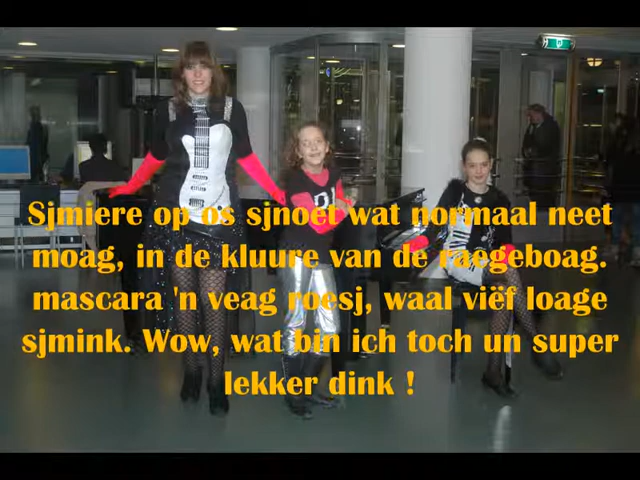 Sjmiere op os sjnoet wat normaal neet
moag, in de kluure van de raegeboag.
mascara 'n veag roesj, waal viëf loage
sjmink. Wow, wat bin ich toch un super
lekker dink !